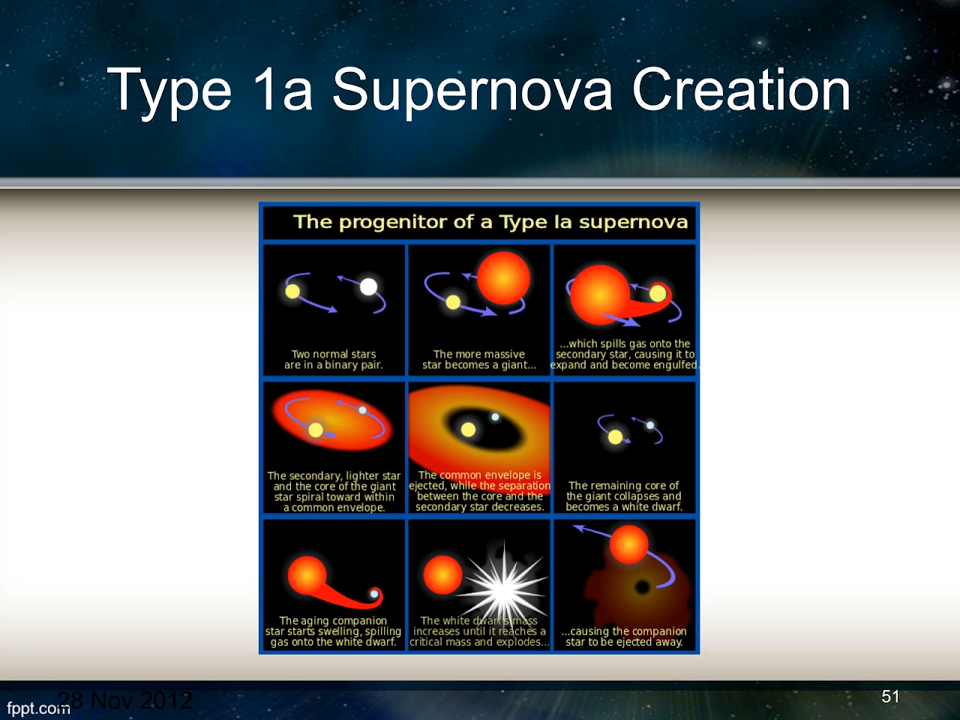 Type 1a Supernova Creation
The progenitor of a Type Ia supernova
Two normal stars
are in a binary pair.
The more massive
star becomes a giant...
...which spills gas onto the
secondary star, causing it to
expand and become engulfed.
The secondary, lighter star
and the core of the giant
star spiral toward within
a common envelope.
The common envelope is
ejected, while the separation
between the core and the
secondary star decreases.
The remaining core of
the giant collapses and
becomes a white dwarf.
The aging companion
star starts swelling, spilling
gas onto the white dwarf.
The white dwarf's mass
increases until it reaches a
critical mass and explodes...
...causing the companion
star to be ejected away.
28 Nov 2012
fppt.com
51